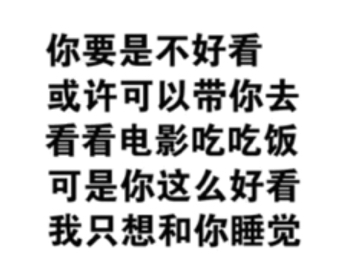 你要是不好看
或许可以带你去
看看电影吃吃饭
可是你这么好看
我只想和你睡觉